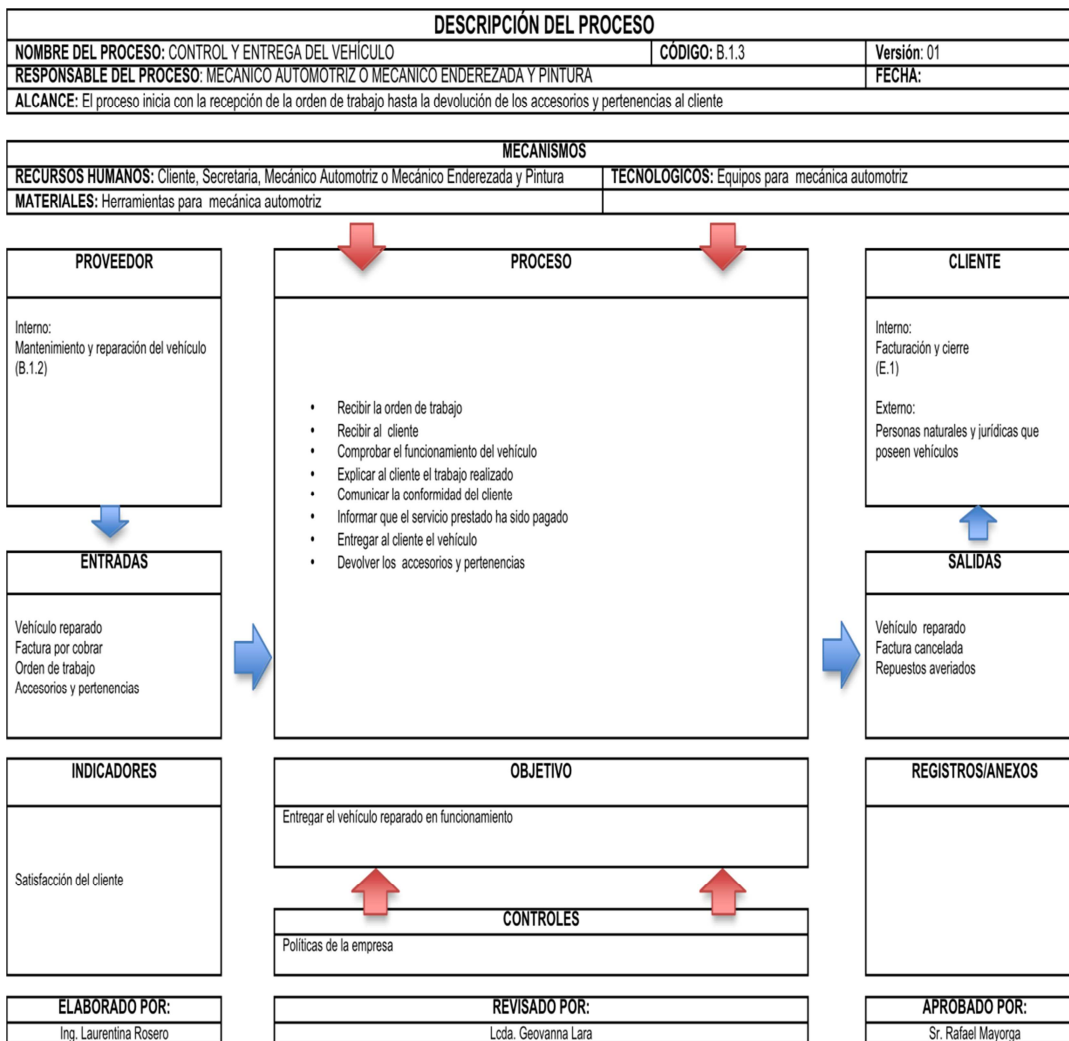 DESCRIPCIÓN DEL PROCESO
NOMBRE DEL PROCESO: CONTROL Y ENTREGA DEL VEHÍCULO CÓDIGO: B.1.3 Versión: 01
RESPONSABLE DEL PROCESO: MECANICO AUTOMOTRIZ O MECANICO ENDEREZADA Y PINTURA FECHA:
ALCANCE: El proceso inicia con la recepción de la orden de trabajo hasta la devolución de los accesorios y pertenencias al cliente
MECANISMOS
RECURSOS HUMANOS: Cliente, Secretaria, Mecánico Automotriz o Mecánico Enderezada y Pintura TECNOLOGICOS: Equipos para mecánica automotriz
MATERIALES: Herramientas para mecánica automotriz
PROVEEDOR
Interno:
Mantenimiento y reparación del vehículo
(B.1.2)
ENTRADAS
Vehículo reparado
Factura por cobrar
Orden de trabajo
Accesorios y pertenencias
PROCESO
• Recibir la orden de trabajo
• Recibir al cliente
• Comprobar el funcionamiento del vehículo
• Explicar al cliente el trabajo realizado
• Comunicar la conformidad del cliente
• Informar que el servicio prestado ha sido pagado
• Entregar al cliente el vehículo
• Devolver los accesorios y pertenencias
CLIENTE
Interno:
Facturación y cierre
(E.1)
Externo:
Personas naturales y jurídicas que
poseen vehículos
SALIDAS
Vehículo reparado
Factura cancelada
Repuestos averiados
INDICADORES
Satisfacción del cliente
OBJETIVO
Entregar el vehículo reparado en funcionamiento
CONTROLES
Políticas de la empresa
REGISTROS/ANEXOS
ELABORADO POR:
Ing. Laurentina Rosero
REVISADO POR:
Lcda. Geovanna Lara
APROBADO POR:
Sr. Rafael Mayorga